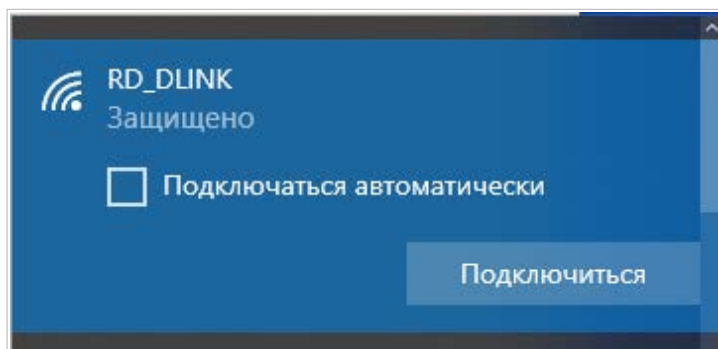 RD_DLINK
Защищено
Подключаться автоматически
Подключиться